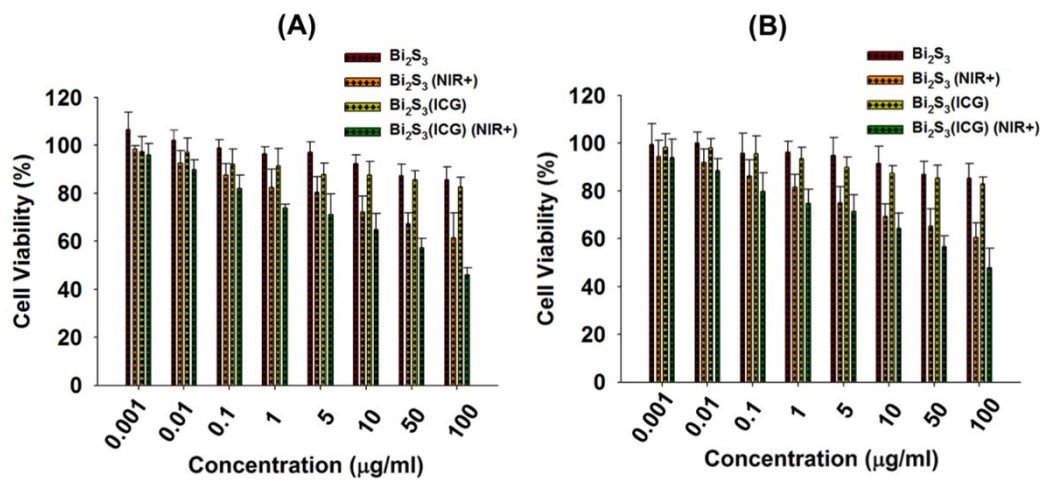 (A)
Bi₂S₃
Bi₂S₃ (NIR+)
Bi₂S₃(ICG)
Bi₂S₃(ICG) (NIR+)
Cell Viability (%)
120
100
80
60
40
20
0
0.001
0.01
0.1
1
5
10
50
100
Concentration (μg/ml)
(B)
Bi₂S₃
Bi₂S₃ (NIR+)
Bi₂S₃(ICG)
Bi₂S₃(ICG) (NIR+)
Cell Viability (%)
120
100
80
60
40
20
0
0.001
0.01
0.1
1
5
10
50
100
Concentration (μg/ml)